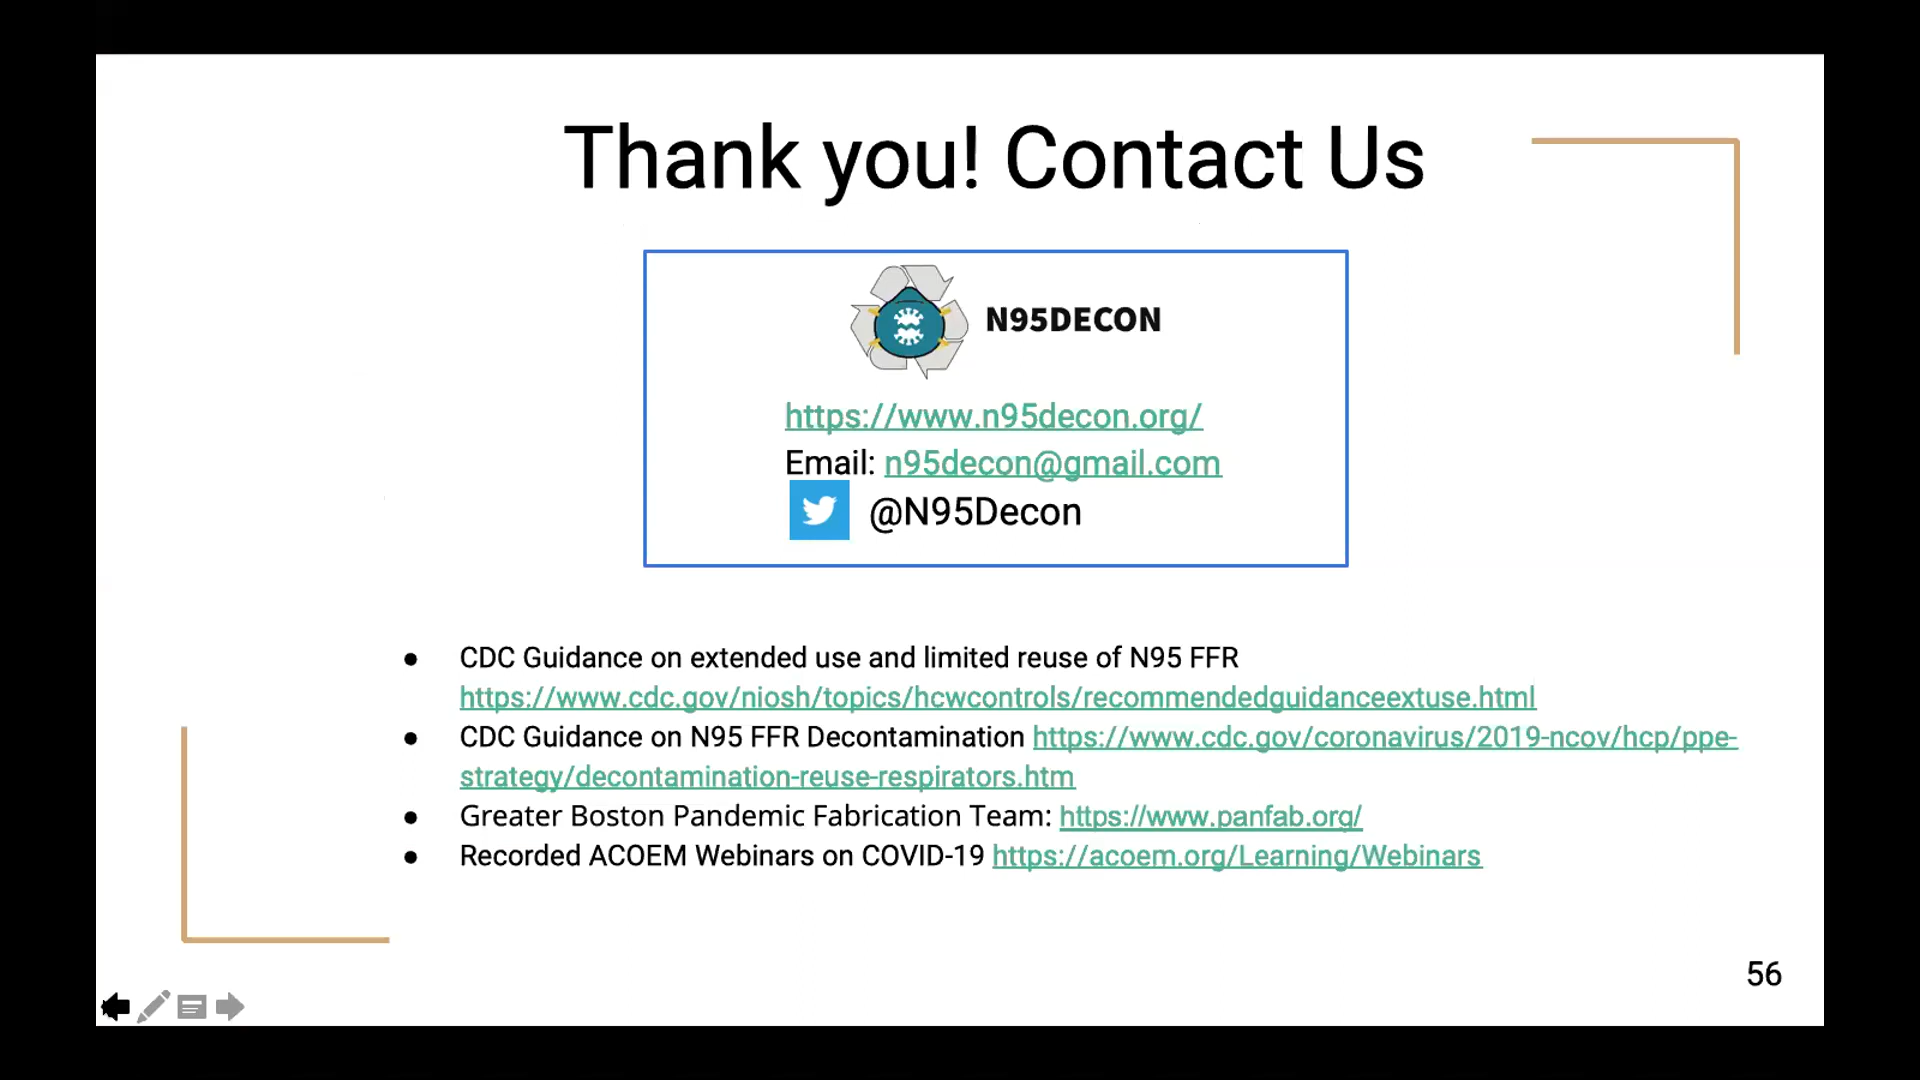 Thank you! Contact Us
N95DECON
https://www.n95decon.org/
Email: n95decon@gmail.com
@N95Decon
● CDC Guidance on extended use and limited reuse of N95 FFR
https://www.cdc.gov/niosh/topics/hcwcontrols/recommendedguidanceextuse.html
● CDC Guidance on N95 FFR Decontamination https://www.cdc.gov/coronavirus/2019-ncov/hcp/ppe-
strategy/decontamination-reuse-respirators.htm
● Greater Boston Pandemic Fabrication Team: https://www.panfab.org/
● Recorded ACOEM Webinars on COVID-19 https://acoem.org/Learning/Webinars
56